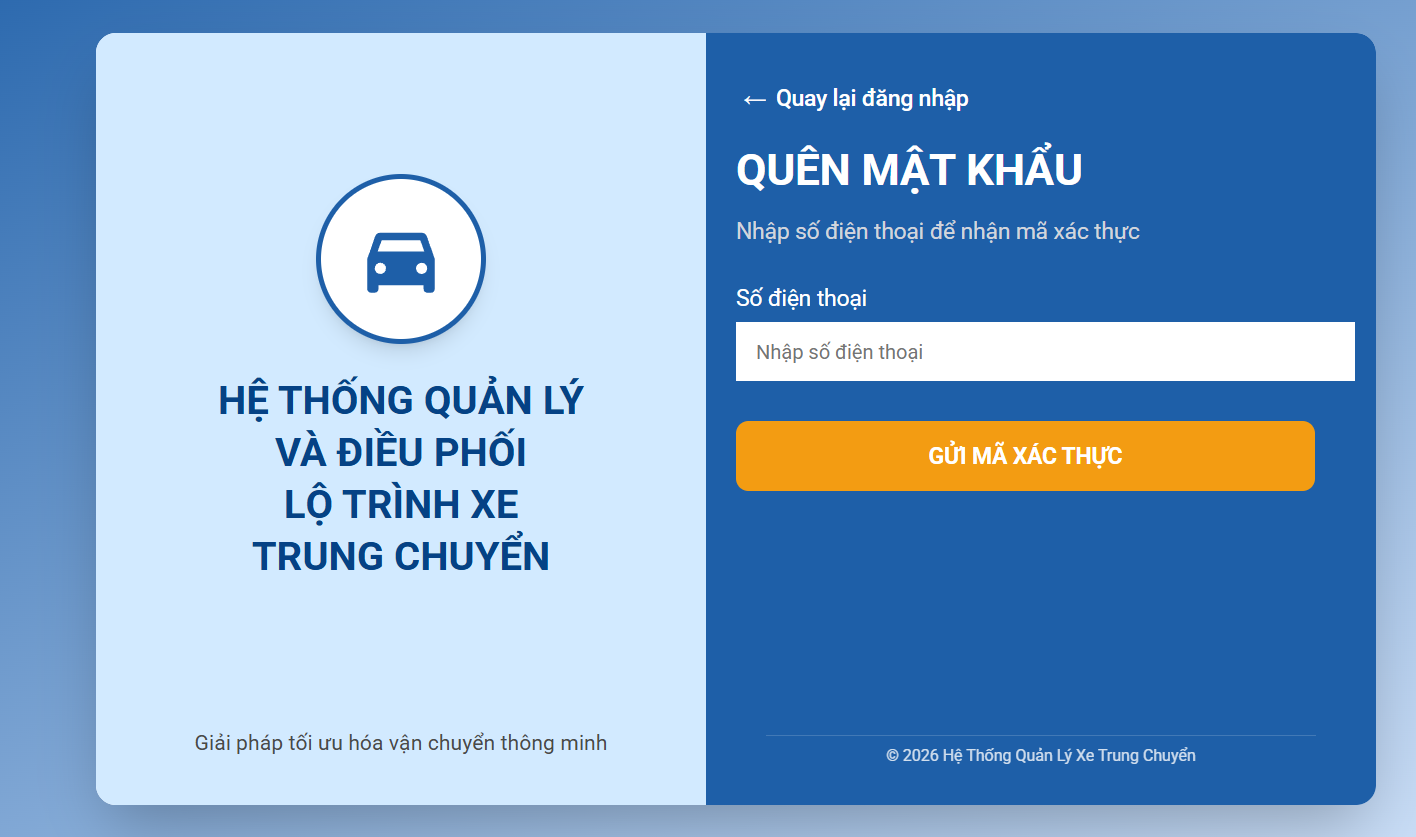 HỆ THỐNG QUẢN LÝ
VÀ ĐIỀU PHỐI
LỘ TRÌNH XE
TRUNG CHUYỂN
Giải pháp tối ưu hóa vận chuyển thông minh
← Quay lại đăng nhập
QUÊN MẬT KHẨU
Nhập số điện thoại để nhận mã xác thực
Số điện thoại
Nhập số điện thoại
GỬI MÃ XÁC THỰC
© 2026 Hệ Thống Quản Lý Xe Trung Chuyển